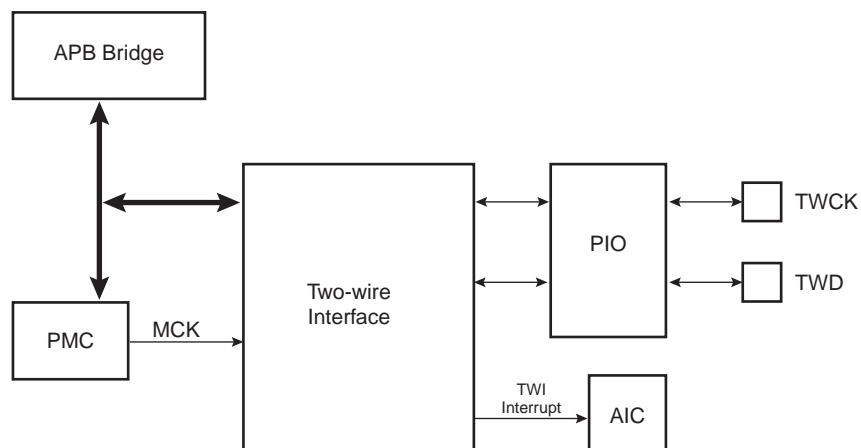 APB Bridge
TWCK
PIO
TWD
Two-wire
Interface
MCK
PMC
TWI
Interrupt
AIC